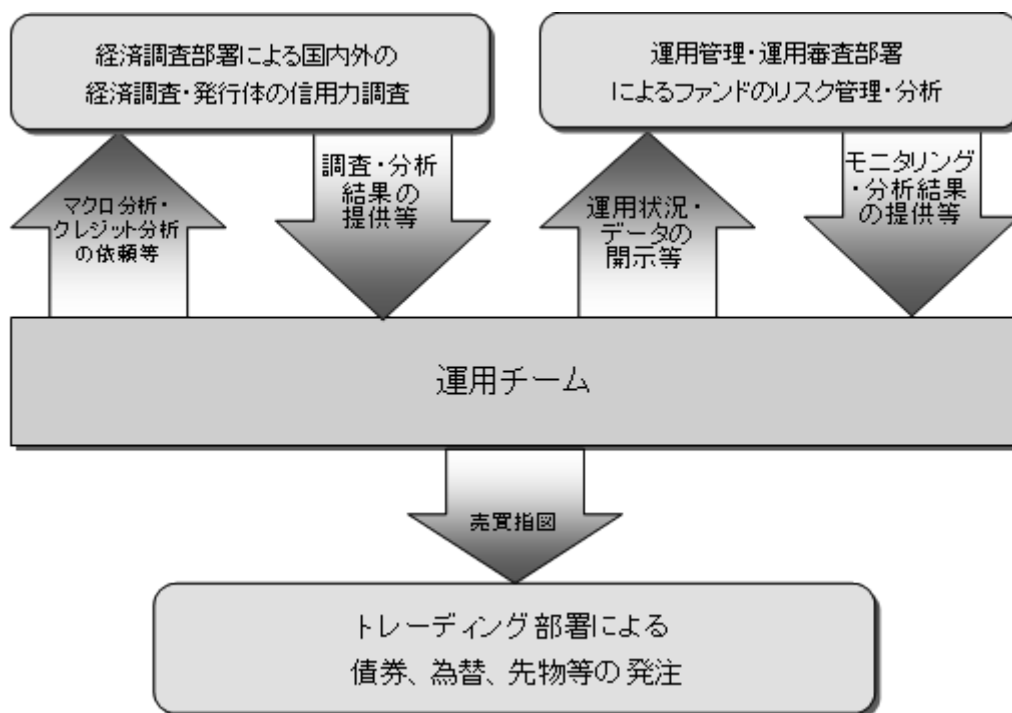 経済調査部署による国内外の
経済調査・発行体の信用力調査
運用管理・運用審査部署
によるファンドのリスク管理・分析
マクロ分析・
クレジット分析
の依頼等
調査・分析
結果の
提供等
運用状況・
データの
開示等
モニタリング
・分析結果
の提供等
運用チーム
売買指図
トレーディング部署による
債券、為替、先物等の発注